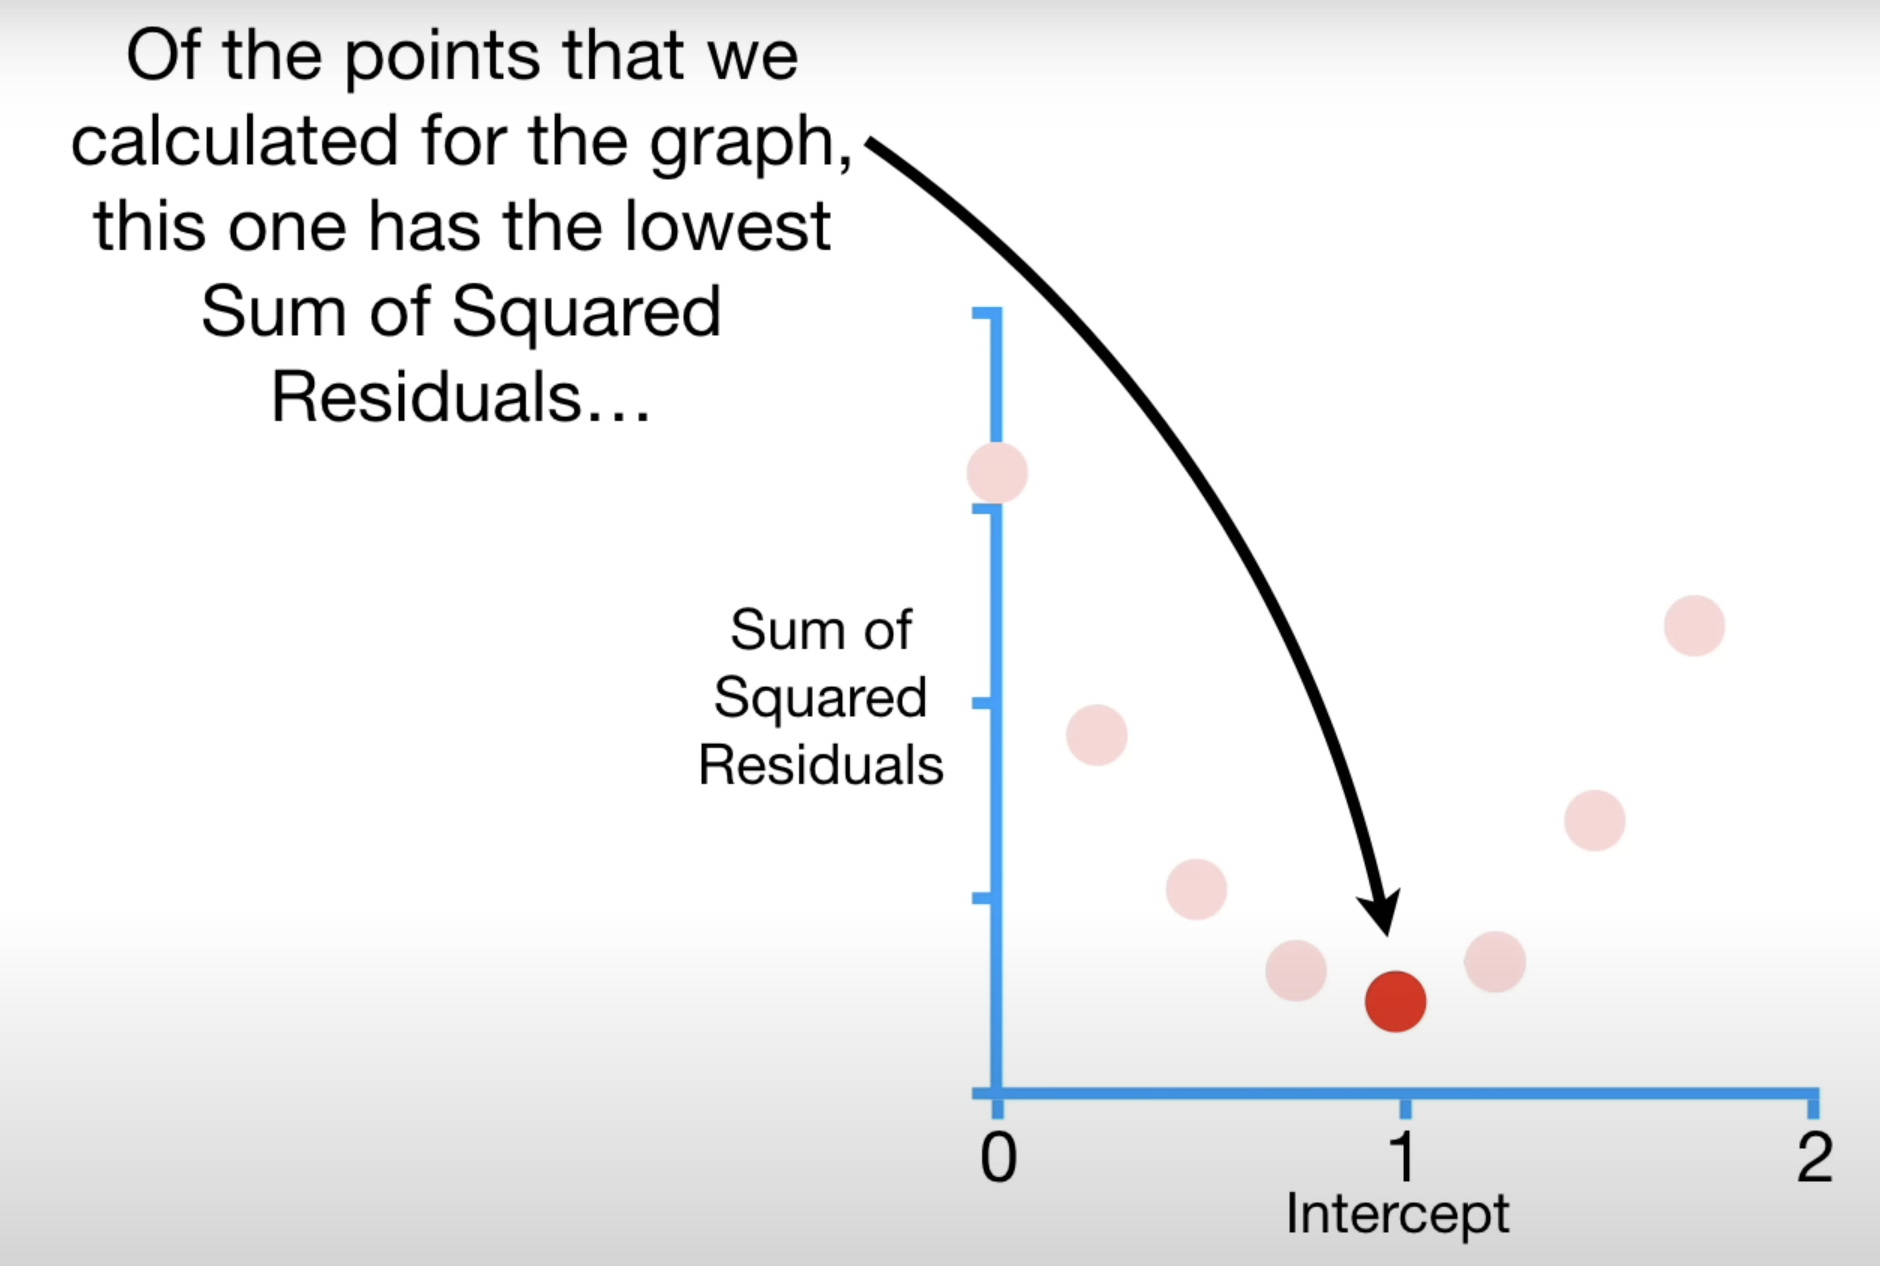 Of the points that we
calculated for the graph,
this one has the lowest
Sum of Squared
Residuals…
Sum of
Squared
Residuals
0
1
2
Intercept